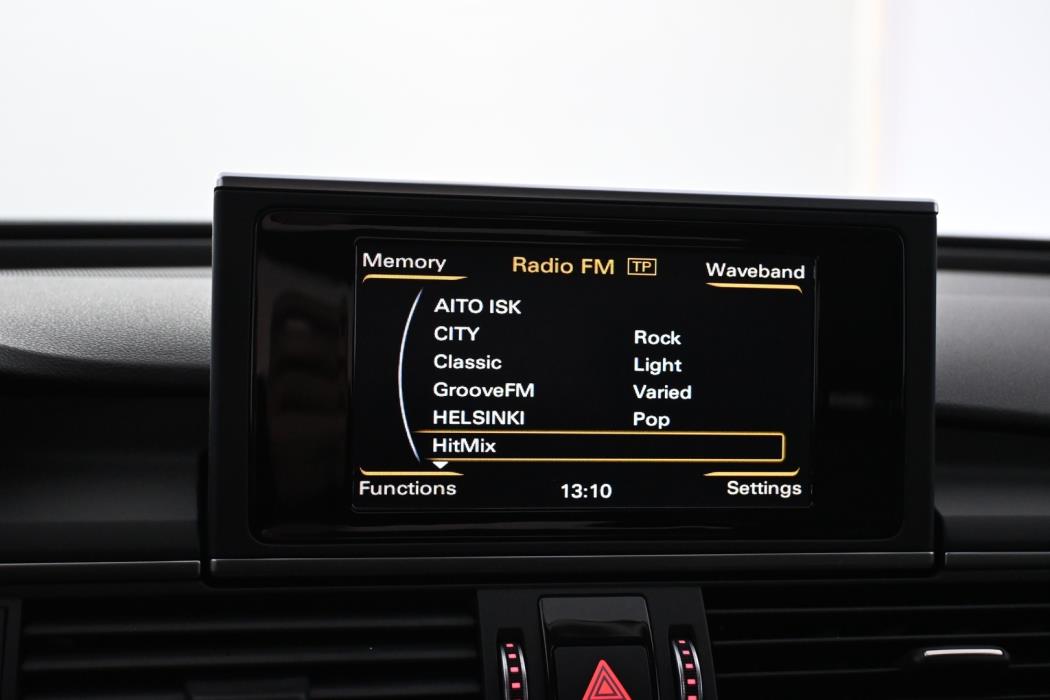 Memory Radio FM TP Waveband
AITO ISK
CITY Rock
Classic Light
GrooveFM Varied
HELSINKI Pop
HitMix
Functions 13:10 Settings